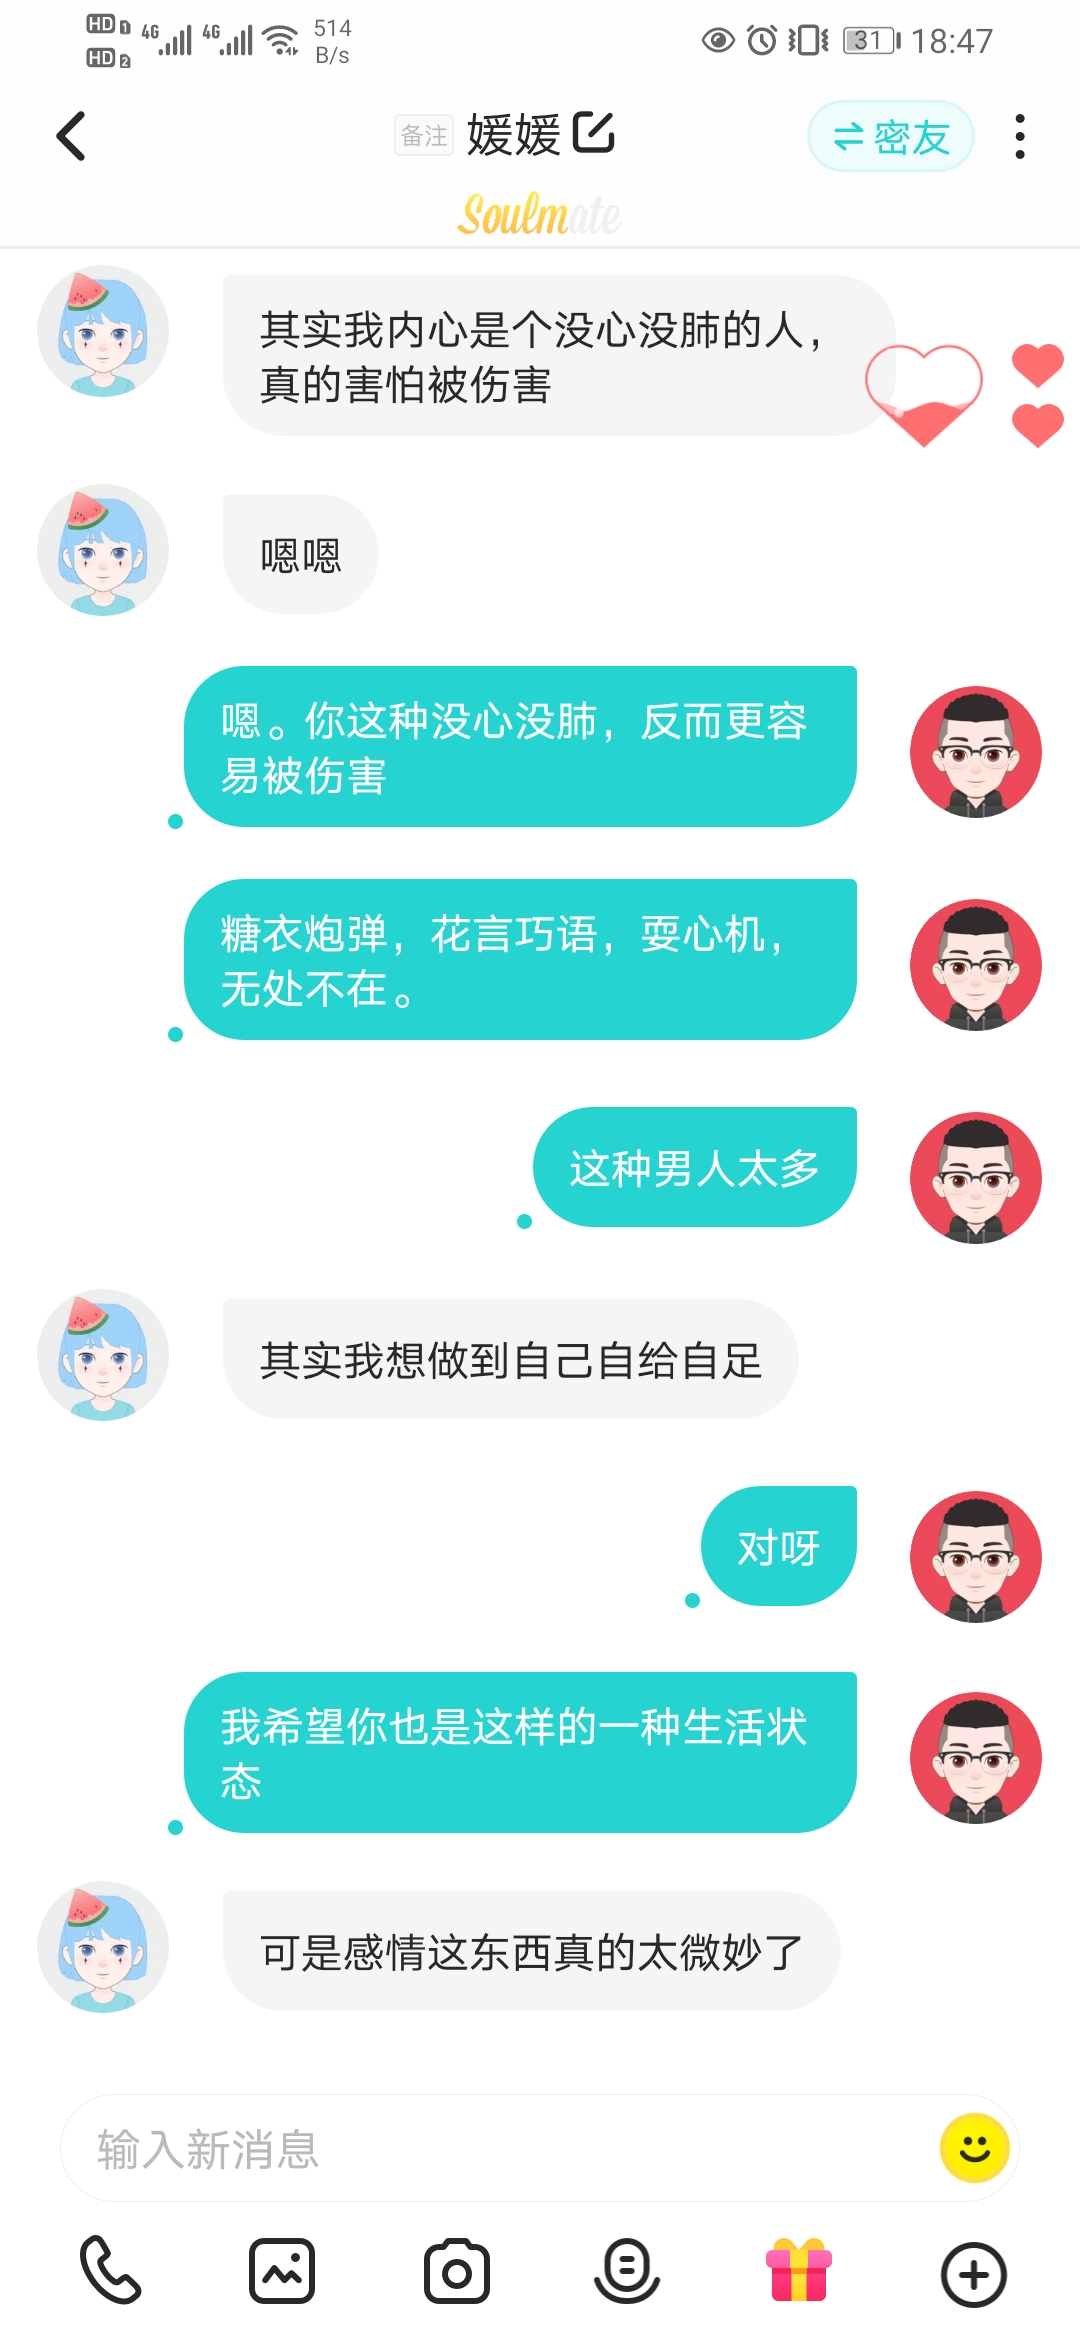 HD 1 4G 4G 514
HD 2 B/s
31 18:47
备注 媛媛 密友
Soulmate
其实我内心是个没心没肺的人，
真的害怕被伤害
嗯嗯
嗯。你这种没心没肺，反而更容
易被伤害
糖衣炮弹，花言巧语，耍心机，
无处不在。
这种男人太多
其实我想做到自己自给自足
对呀
我希望你也是这样的一种生活状
态
可是感情这东西真的太微妙了
输入新消息